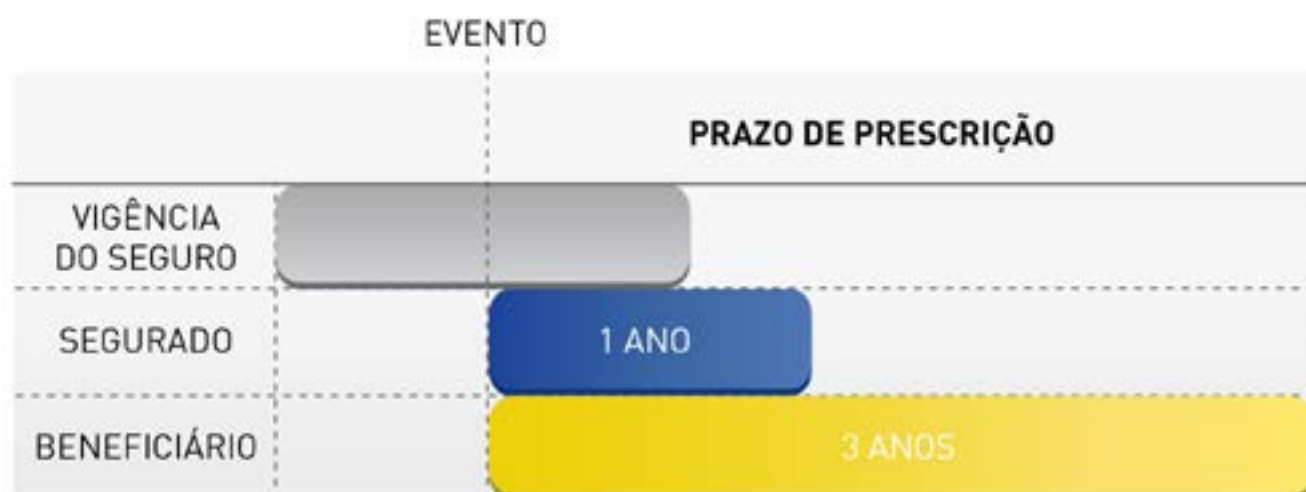 EVENTO
PRAZO DE PRESCRIÇÃO
VIGÊNCIA
DO SEGURO
SEGURADO
1 ANO
BENEFICIÁRIO
3 ANOS